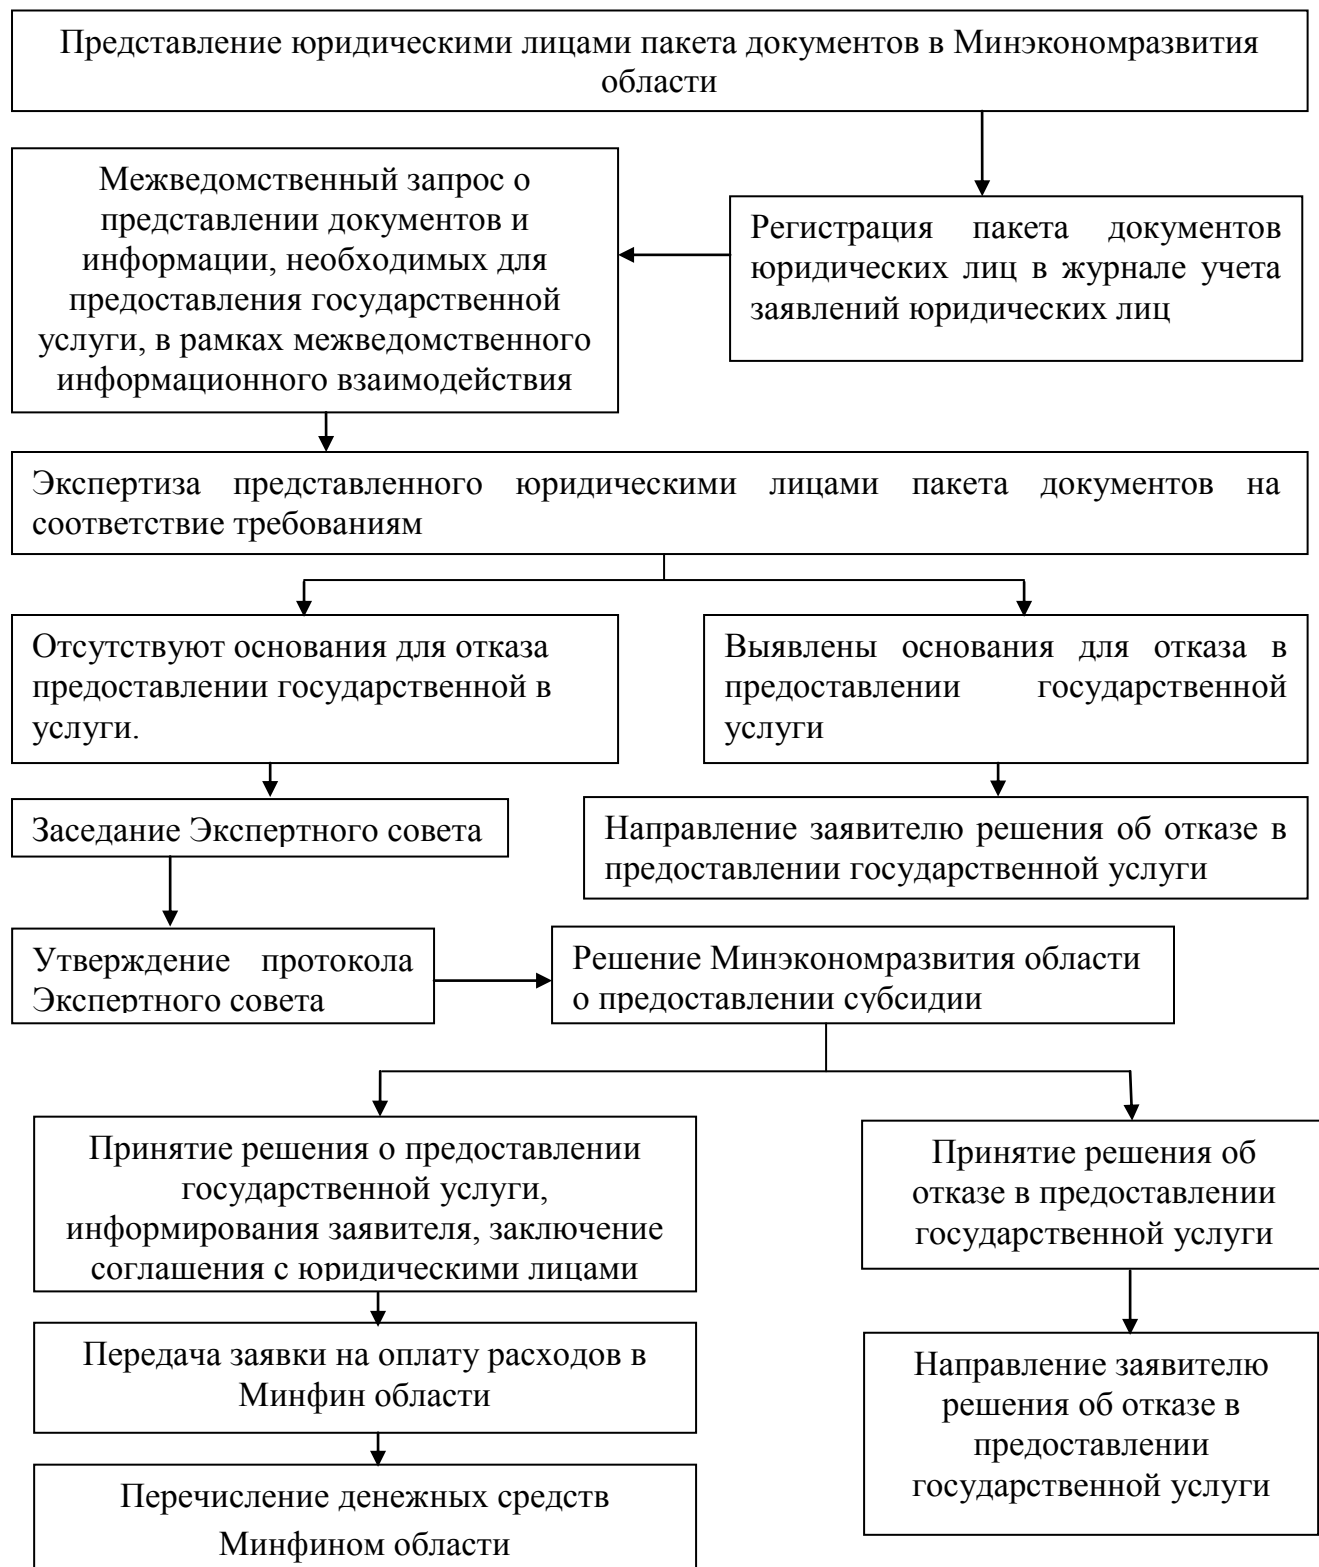 Представление юридическими лицами пакета документов в Минэкономразвития
области
Межведомственный запрос о
представлении документов и
информации, необходимых для
предоставления государственной
услуги, в рамках межведомственного
информационного взаимодействия
Регистрация пакета документов
юридических лиц в журнале учета
заявлений юридических лиц
Экспертиза представленного юридическими лицами пакета документов на
соответствие требованиям
Отсутствуют основания для отказа
предоставлении государственной в
услуги.
Выявлены основания для отказа в
предоставлении государственной
услуги
Заседание Экспертного совета
Направление заявителю решения об отказе в
предоставлении государственной услуги
Утверждение протокола
Экспертного совета
Решение Минэкономразвития области
о предоставлении субсидии
Принятие решения о предоставлении
государственной услуги,
информирования заявителя, заключение
соглашения с юридическими лицами
Принятие решения об
отказе в предоставлении
государственной услуги
Передача заявки на оплату расходов в
Минфин области
Направление заявителю
решения об отказе в
предоставлении
государственной услуги
Перечисление денежных средств
Минфином области